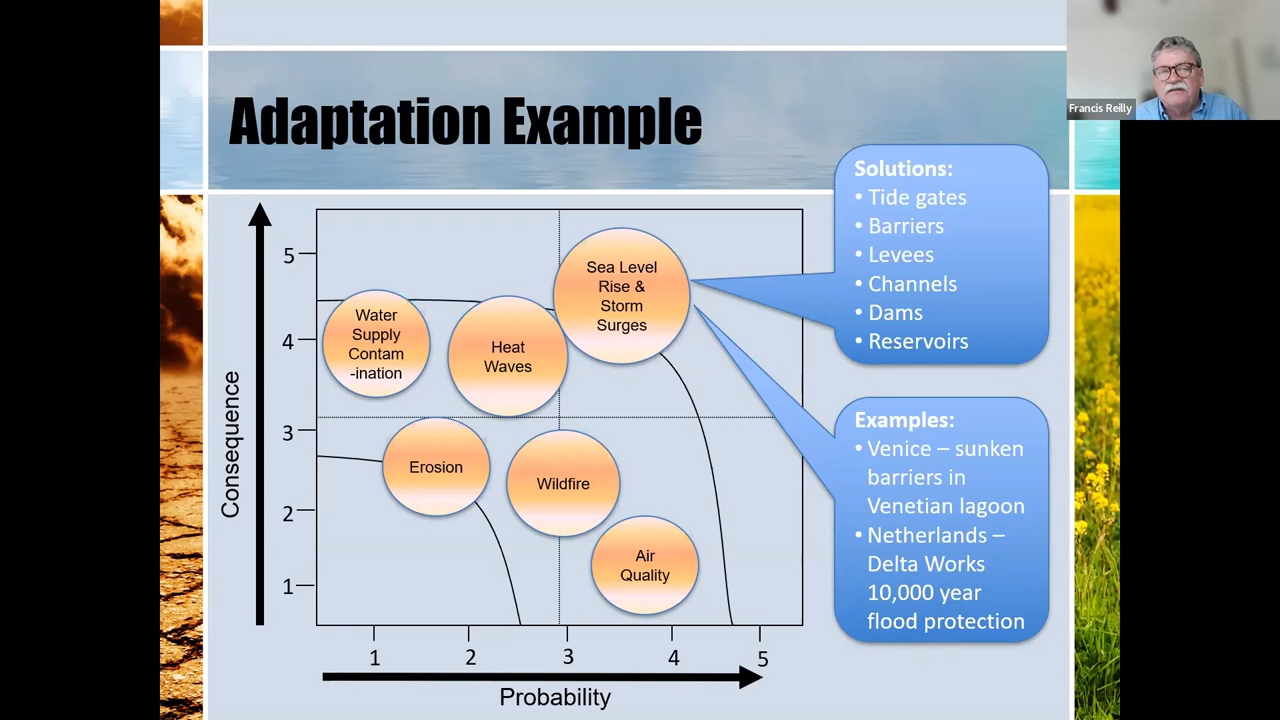 Adaptation Example
Francis Reilly
Solutions:
• Tide gates
• Barriers
• Levees
• Channels
• Dams
• Reservoirs
Examples:
• Venice – sunken
barriers in
Venetian lagoon
• Netherlands –
Delta Works
10,000 year
flood protection
Consequence
5
4
3
2
1
Sea Level
Rise &
Storm
Surges
Water
Supply
Contam
-ination
Heat
Waves
Erosion
Wildfire
Air
Quality
1
2
3
4
5
Probability